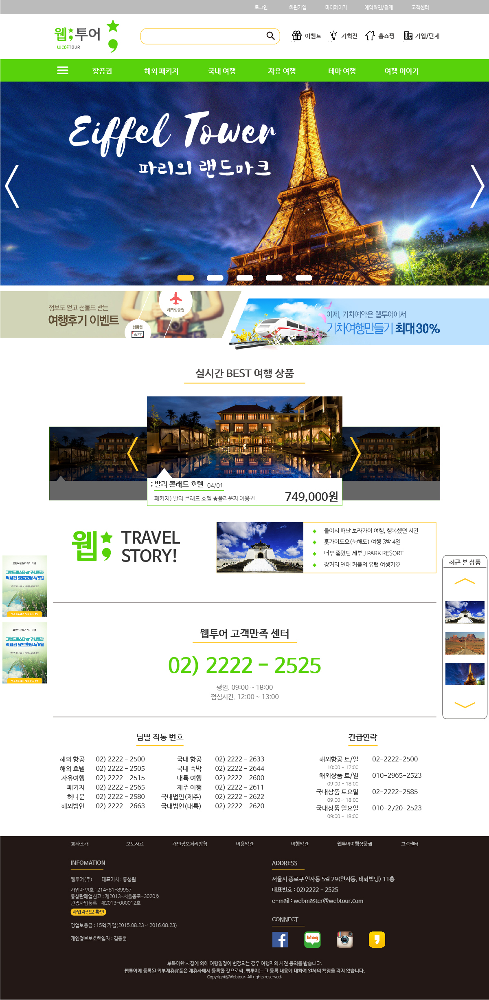 로그인 회원가입 마이페이지 예약확인/결제 고객센터
웹;투어
WEB;TOUR
이벤트 기획전 홈쇼핑 기업/단체
항공권 해외 패키지 국내 여행 자유 여행 테마 여행 여행 이야기
Eiffel Tower
파리의 랜드마크
정보도 얻고 선물도 받는
여행후기 이벤트
해외항공권
상품권
GIFT
이제, 기차예약은 웹투어에서
기차여행만들기 최대30%
실시간 BEST 여행 상품
; 발리 콘래드 호텔 04/01
패키지) 발리 콘래드 호텔 ★풀라운지 이용권
749,000원
웹;
TRAVEL
STORY!
둘이서 떠난 보라카이 여행, 행복했던 시간
홋가이도오(북해도) 여행 3박 4일
너무 좋았던 세부 J PARK RESORT
장거리 연애 커플의 유럽 여행기♡
로맨틱한 보라카이 여행
그랜드비스타 or 카사필라
럭셔리 요트호핑 4/5일
로맨틱한 보라카이 여행
그랜드비스타 or 카사필라
럭셔리 요트호핑 4/5일
최근 본 상품
웹투어 고객만족 센터
02) 2222 - 2525
평일. 09:00 ~ 18:00
점심시간. 12:00 ~ 13:00
팀별 직통 번호
해외 항공 02) 2222 - 2500 국내 항공 02) 2222 - 2633
해외 호텔 02) 2222 - 2505 국내 숙박 02) 2222 - 2644
자유여행 02) 2222 - 2515 내륙 여행 02) 2222 - 2600
패키지 02) 2222 - 2565 제주 여행 02) 2222 - 2611
허니문 02) 2222 - 2580 국내법인(제주) 02) 2222 - 2622
해외법인 02) 2222 - 2663 국내법인(내륙) 02) 2222 - 2620
긴급연락
해외항공 토/일 02-2222-2500
10:00 ~ 17:00
해외상품 토/일 010-2965-2523
09:00 ~ 18:00
국내상품 토요일 02-2222-2585
09:00 ~ 18:00
국내상품 일요일 010-2720-2523
09:00 ~ 18:00
회사소개 보도자료 개인정보처리방침 이용약관 여행약관 웹투어여행상품권 고객센터
INFOMATION
웹투어(주) 대표이사 : 홍성원
사업자 번호 : 214-81-89957
통상판매업신고 : 제2013-서울종로-3020호
관광사업등록 : 제2013-000012호
사업자정보 확인
영업보증금 : 15억 가입(2015.08.23 ~ 2016.08.23)
개인정보보호책임자 : 김동훈
ADDRESS
서울시 종로구 인사동 5길 29(인사동, 태화빌딩) 11층
대표번호 : 02)2222 - 2525
e-mail : webmaster@webtour.com
CONNECT
blog
부득이한 사정에 의해 여행일정이 변경되는 경우 여행자의 사전 동의를 받습니다.
웹투어에 등록된 외부제휴상품은 제휴사에서 등록한 것으로써, 웹투어는 그 등록 내용에 대하여 일체의 책임을 지지 않습니다.
Copyright©Webtour. All rights reserved.